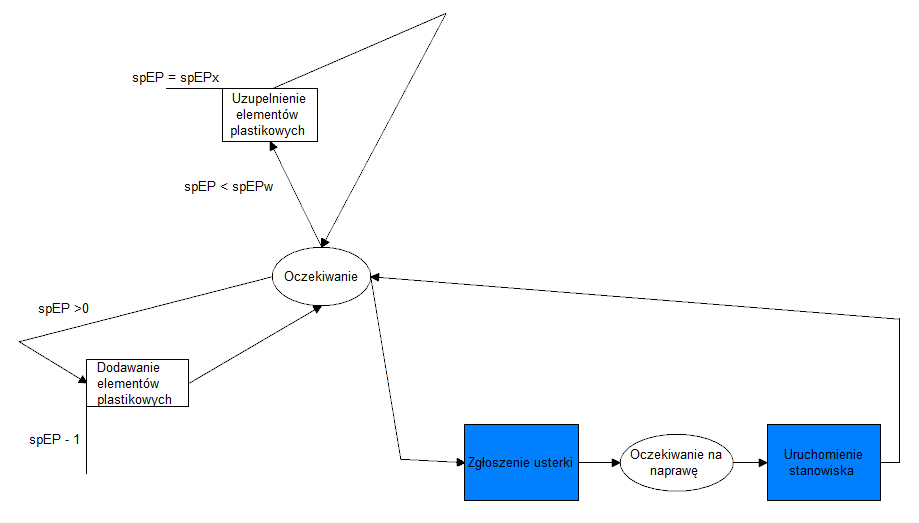 spEP = spEPx
Uzupełnienie
elementów
plastikowych
spEP < spEPw
Oczekiwanie
spEP >0
Dodawanie
elementów
plastikowych
spEP - 1
Zgłoszenie usterki
Oczekiwanie na
naprawę
Uruchomienie
stanowiska